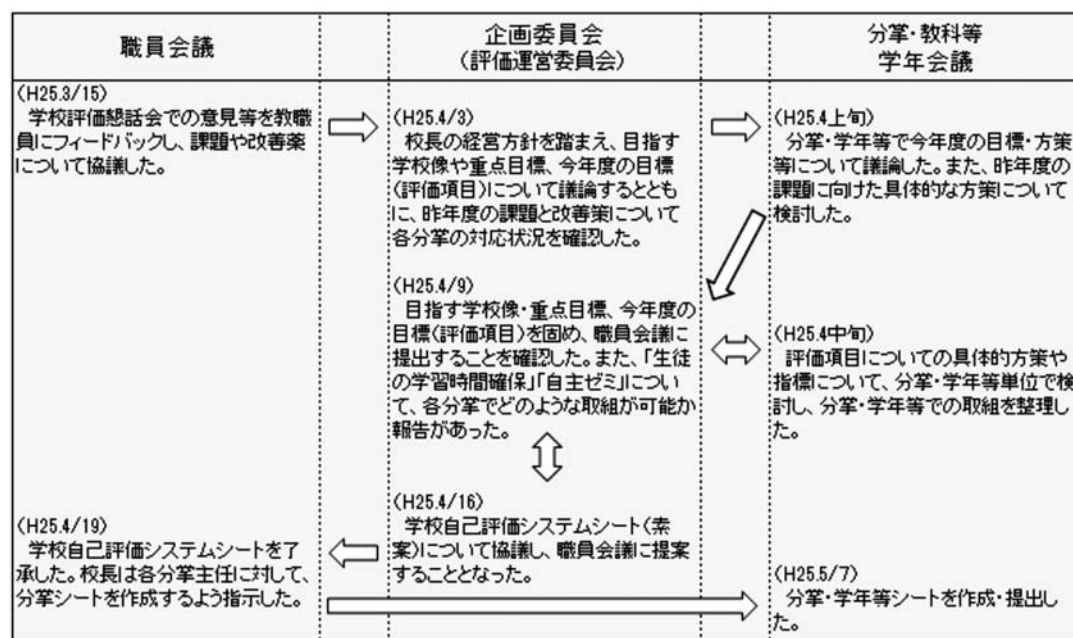 職員会議
企画委員会
(評価運営委員会)
分掌・教科等
学年会議
(H25.3/15)
学校評価懇話会での意見等を教職
員にフィードバックし、課題や改善薬
について協議した。
(H25.4/3)
校長の経営方針を踏まえ、目指す
学校像や重点目標、今年度の目標
(評価項目)について議論するととも
に、昨年度の課題と改善策について
各分掌の対応状況を確認した。
(H25.4上旬)
分掌・学年等で今年度の目標・方策
等について議論した。また、昨年度の
課題に向けた具体的な方策について
検討した。
(H25.4/9)
目指す学校像・重点目標、今年度の
目標(評価項目)を固め、職員会議に
提出することを確認した。また、「生徒
の学習時間確保」「自主ゼミ」につい
て、各分掌でどのような取組が可能か
報告があった。
(H25.4中旬)
評価項目についての具体的方策や
指標について、分掌・学年等単位で検
討し、分掌・学年等での取組を整理し
た。
(H25.4/16)
学校自己評価システムシート(素
案)について協議し、職員会議に提案
することとなった。
(H25.4/19)
学校自己評価システムシートを了
承した。校長は各分掌主任に対して、
分掌シートを作成するよう指示した。
(H25.5/7)
分掌・学年等シートを作成・提出し
た。